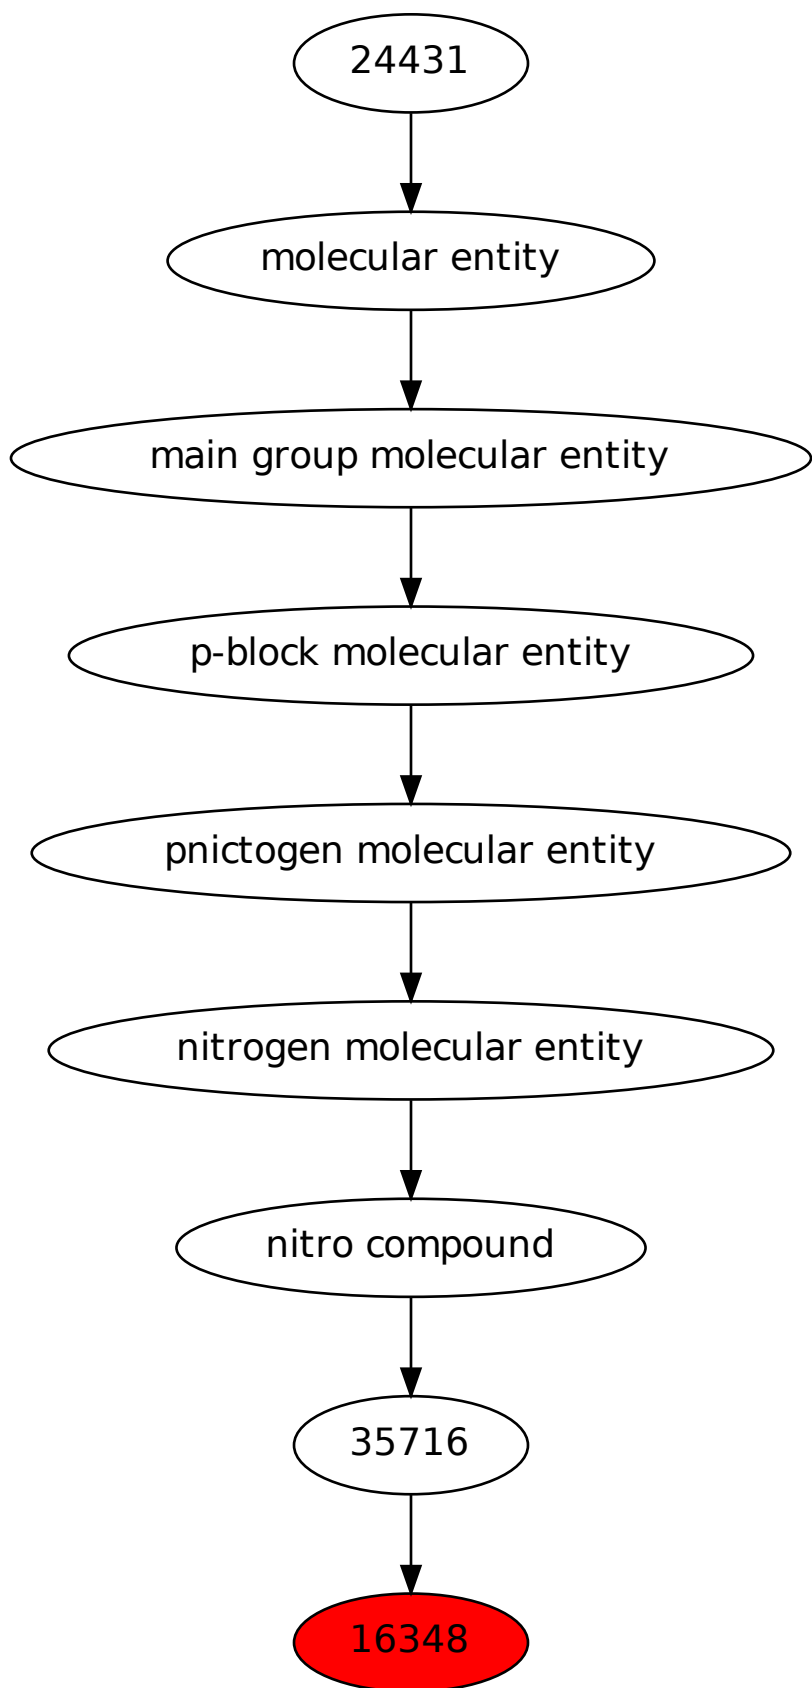 24431
molecular entity
main group molecular entity
p-block molecular entity
pnictogen molecular entity
nitrogen molecular entity
nitro compound
35716
16348